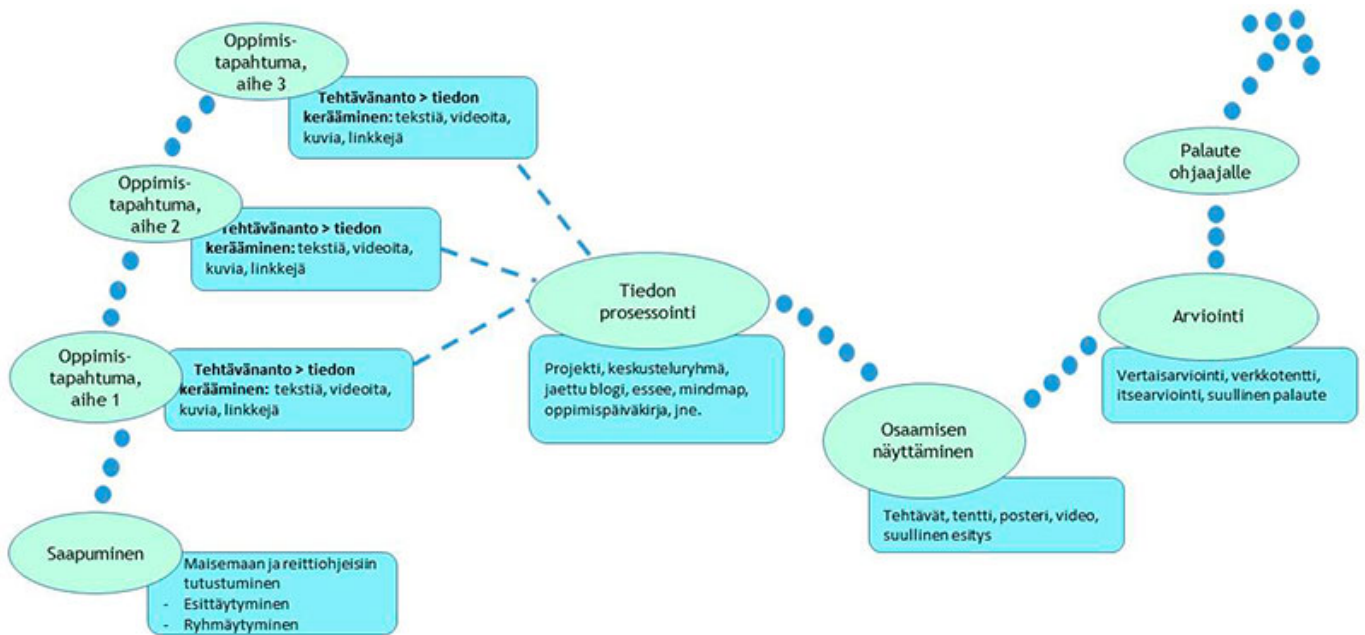 Oppimis-
tapahtuma,
aihe 3
Tehtävänanto > tiedon
kerääminen: tekstiä, videoita,
kuvia, linkkejä
Oppimis-
tapahtuma,
aihe 2
Tehtävänanto > tiedon
kerääminen: tekstiä, videoita,
kuvia, linkkejä
Oppimis-
tapahtuma,
aihe 1
Tehtävänanto > tiedon
kerääminen: tekstiä, videoita,
kuvia, linkkejä
Saapuminen
Maisemaan ja reittiohjeisiin
tutustuminen
- Esittäytyminen
- Ryhmäytyminen
Tiedon
prosessointi
Projekti, keskusteluryhmä,
jaettu blogi, essee, mindmap,
oppimispäiväkirja, jne.
Osaamisen
näyttäminen
Tehtävät, tentti, posteri, video,
suullinen esitys
Arviointi
Vertaisarviointi, verkkotentti,
itsearviointi, suullinen palaute
Palaute
ohjaajalle